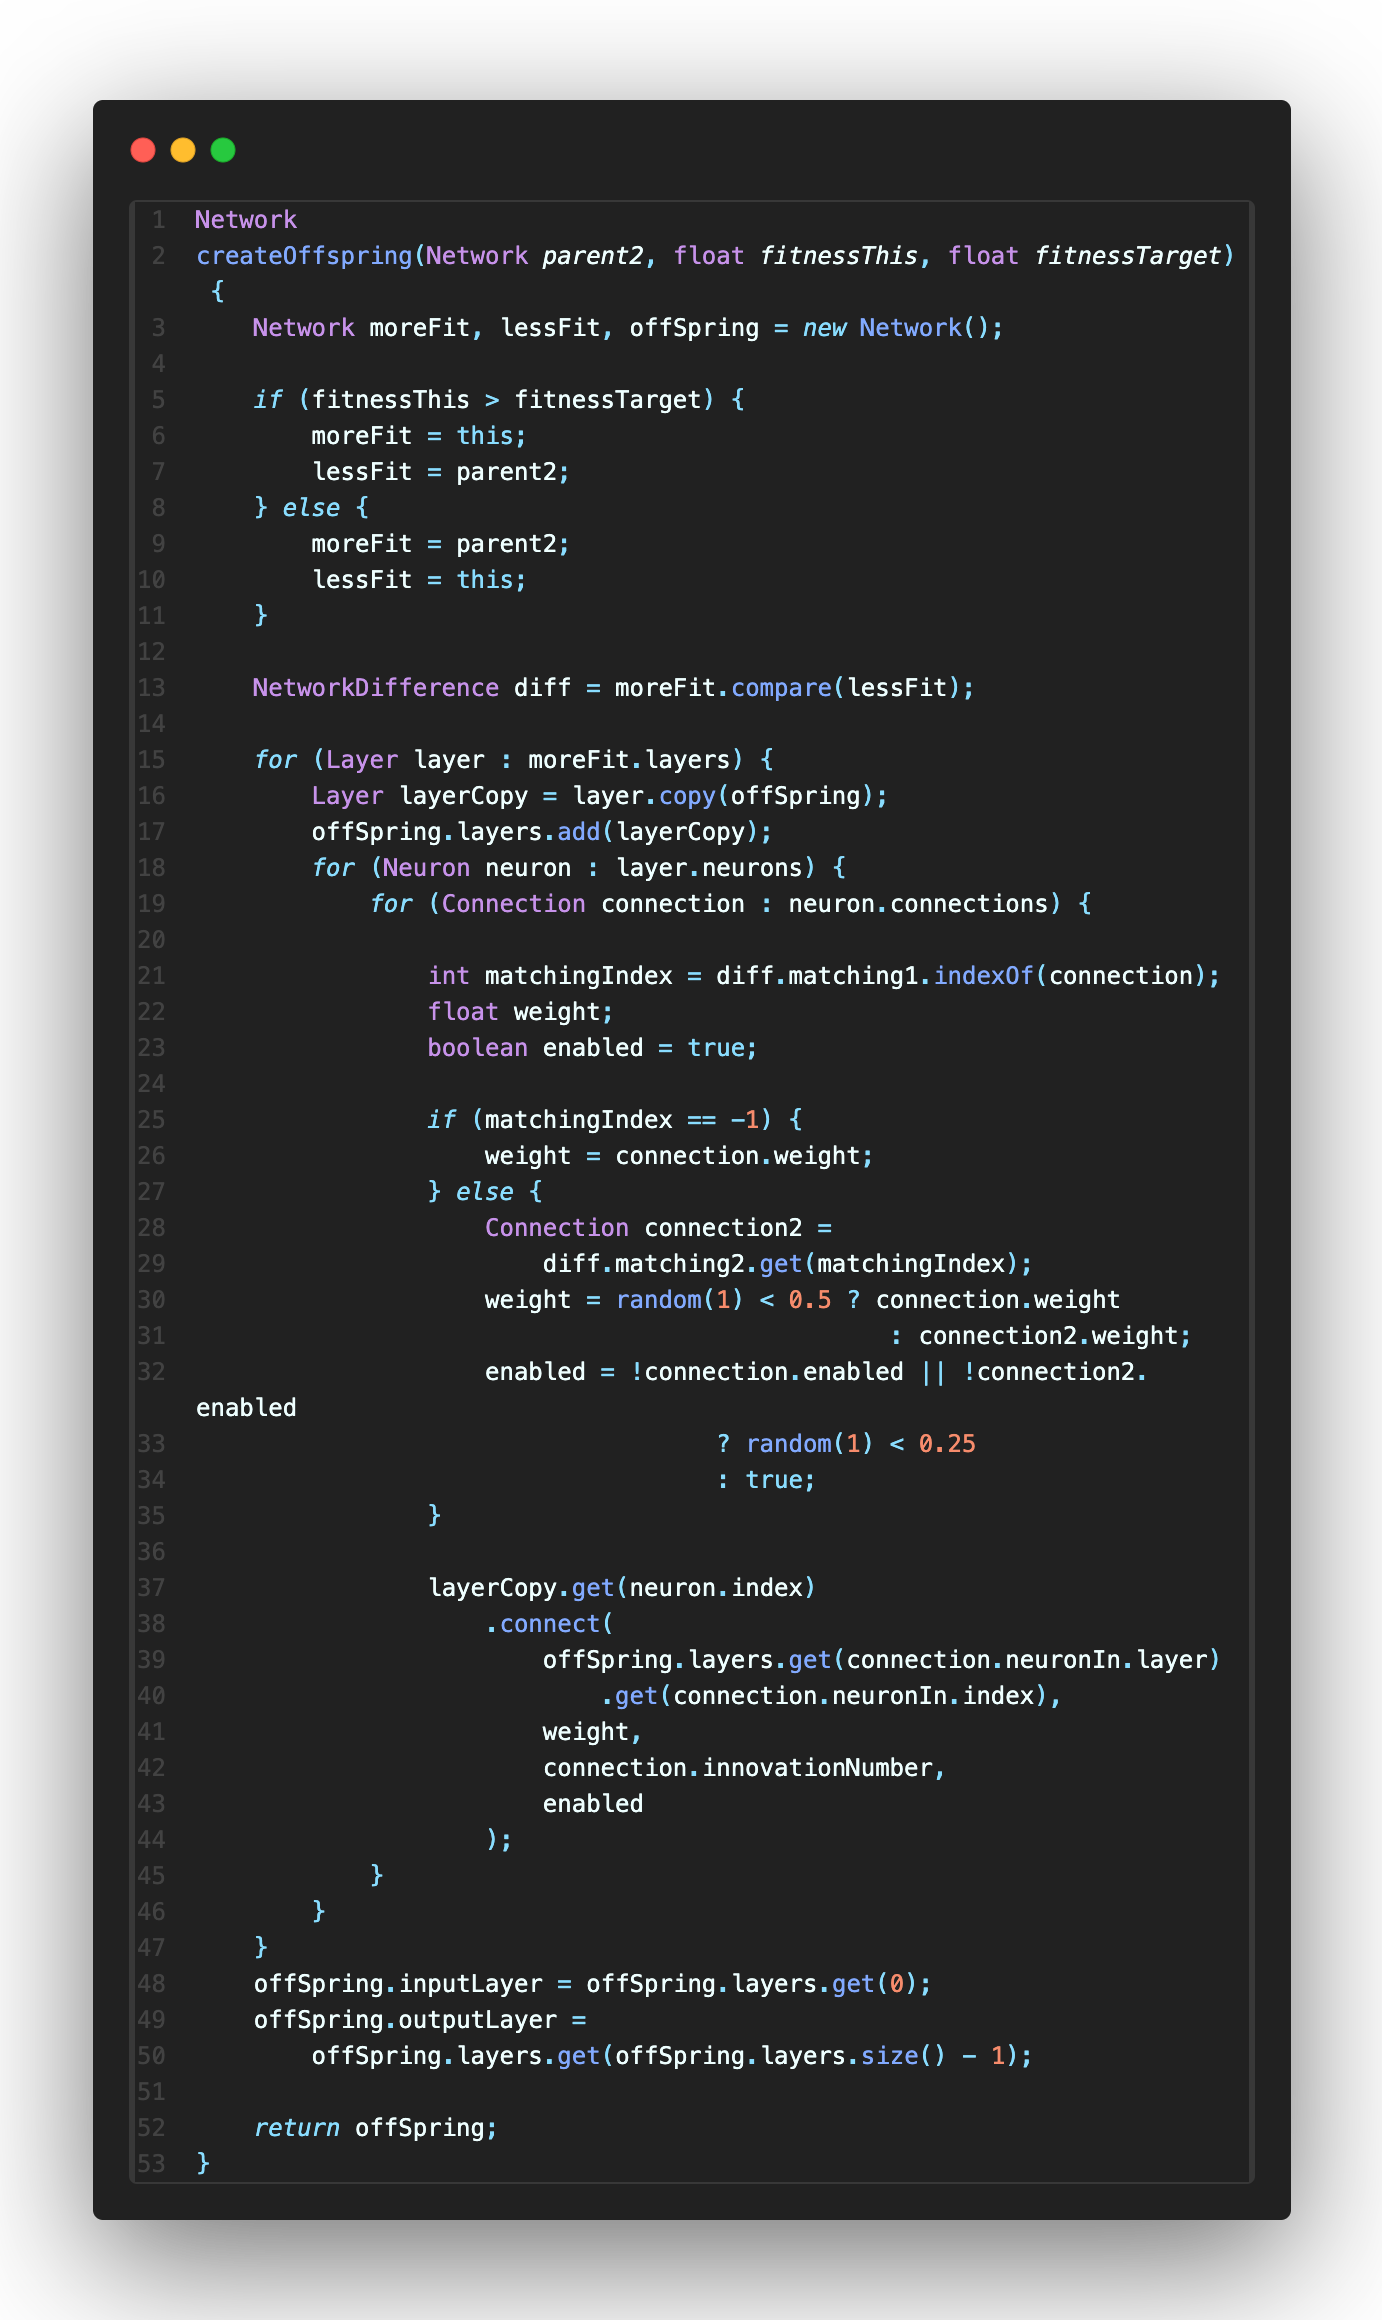 1 Network
2 createOffspring(Network parent2, float fitnessThis, float fitnessTarget)
{
3     Network moreFit, lessFit, offSpring = new Network();
4
5     if (fitnessThis > fitnessTarget) {
6         moreFit = this;
7         lessFit = parent2;
8     } else {
9         moreFit = parent2;
10         lessFit = this;
11     }
12
13     NetworkDifference diff = moreFit.compare(lessFit);
14
15     for (Layer layer : moreFit.layers) {
16         Layer layerCopy = layer.copy(offSpring);
17         offSpring.layers.add(layerCopy);
18         for (Neuron neuron : layer.neurons) {
19             for (Connection connection : neuron.connections) {
20
21                 int matchingIndex = diff.matching1.indexOf(connection);
22                 float weight;
23                 boolean enabled = true;
24
25                 if (matchingIndex == -1) {
26                     weight = connection.weight;
27                 } else {
28                     Connection connection2 =
29                         diff.matching2.get(matchingIndex);
30                     weight = random(1) < 0.5 ? connection.weight
31                                                 : connection2.weight;
32                     enabled = !connection.enabled || !connection2.
enabled
33                                     ? random(1) < 0.25
34                                     : true;
35                 }
36
37                 layerCopy.get(neuron.index)
38                     .connect(
39                         offSpring.layers.get(connection.neuronIn.layer)
40                             .get(connection.neuronIn.index),
41                         weight,
42                         connection.innovationNumber,
43                         enabled
44                     );
45             }
46         }
47     }
48     offSpring.inputLayer = offSpring.layers.get(0);
49     offSpring.outputLayer =
50         offSpring.layers.get(offSpring.layers.size() - 1);
51
52     return offSpring;
53 }